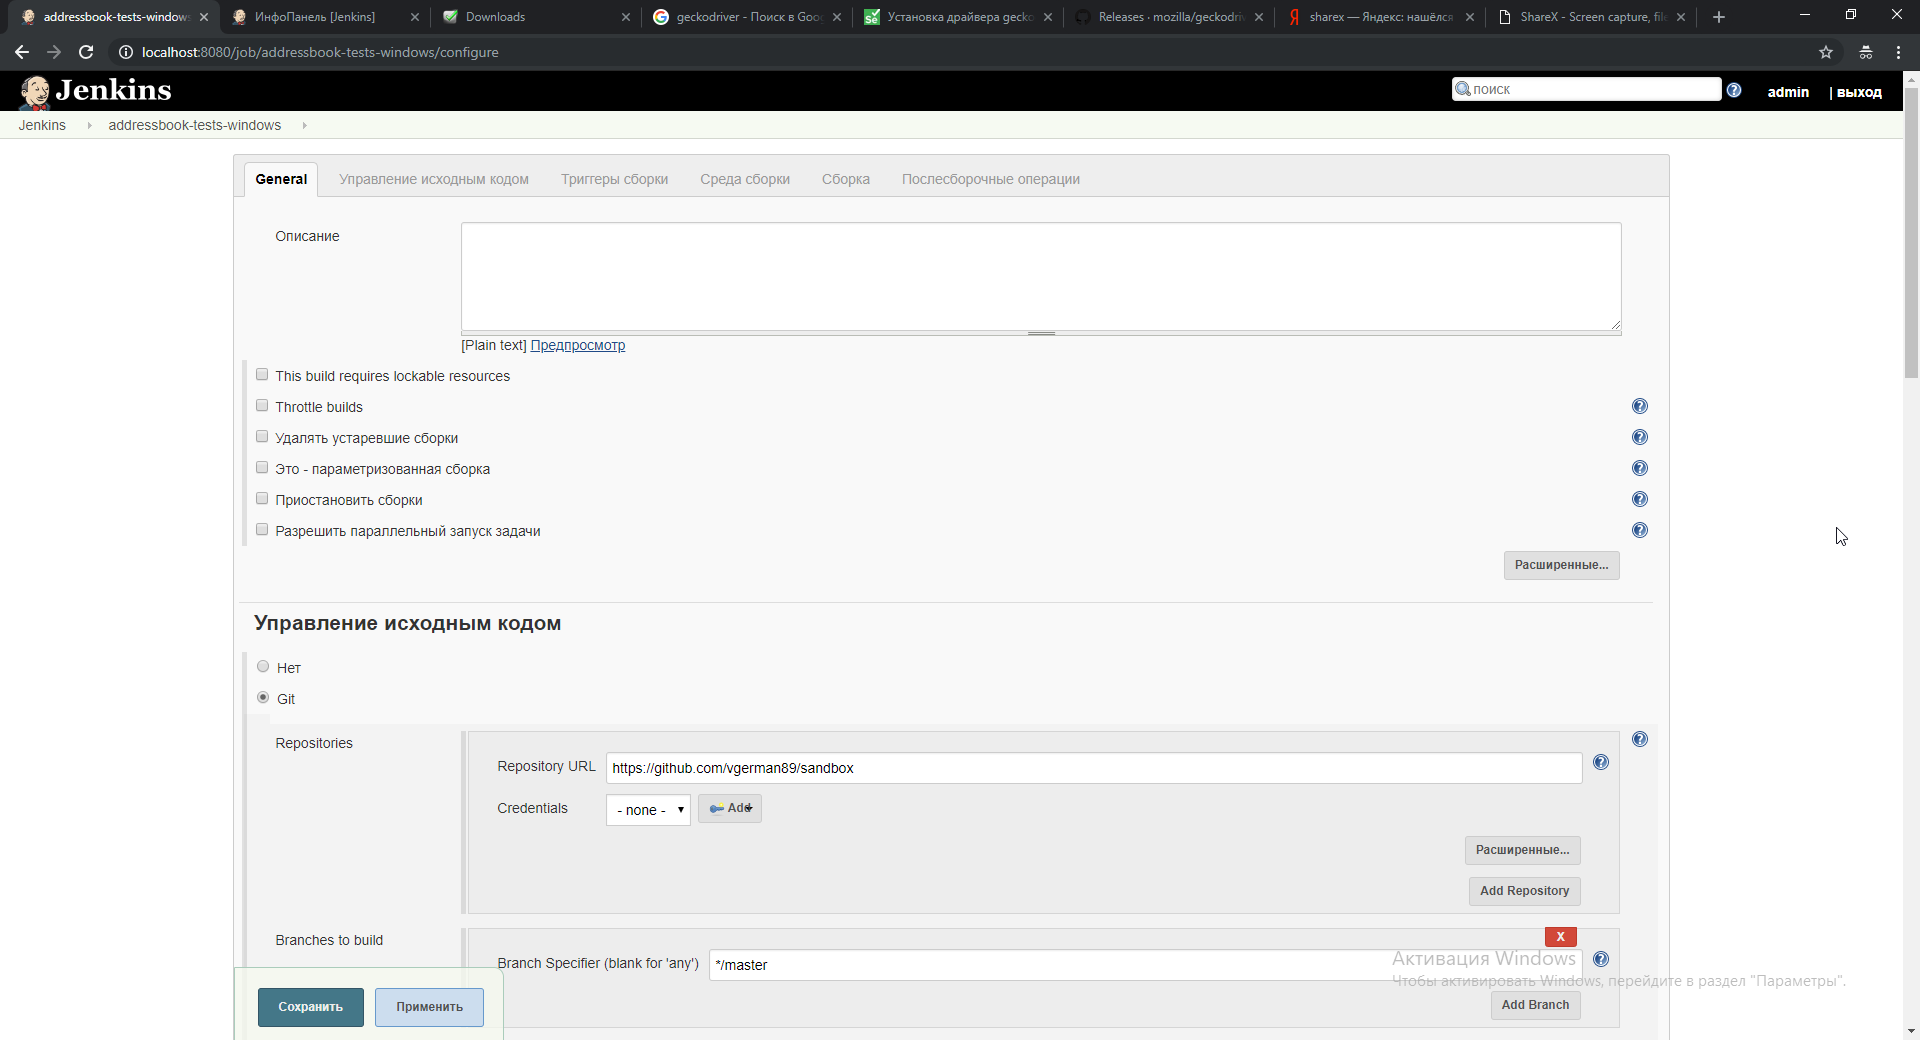 addressbook-tests-window
ИнфоПанель [Jenkins]
Downloads
geckodriver - Поиск в Goo
Установка драйвера gecko
Releases · mozilla/geckodri
sharex — Яндекс: нашёлся
ShareX - Screen capture, file
localhost:8080/job/addressbook-tests-windows/configure
Jenkins
поиск
admin
| выход
Jenkins
addressbook-tests-windows
General
Управление исходным кодом
Триггеры сборки
Среда сборки
Сборка
Послесборочные операции
Описание
[Plain text] Предпросмотр
This build requires lockable resources
Throttle builds
Удалять устаревшие сборки
Это - параметризованная сборка
Приостановить сборки
Разрешить параллельный запуск задачи
Расширенные...
Управление исходным кодом
Нет
Git
Repositories
Repository URL
https://github.com/vgerman89/sandbox
Credentials
- none -
Add
Расширенные...
Add Repository
Branches to build
X
Branch Specifier (blank for 'any')
*/master
Активация Windows
Чтобы активировать Windows, перейдите в раздел "Параметры".
Add Branch
Сохранить
Применить